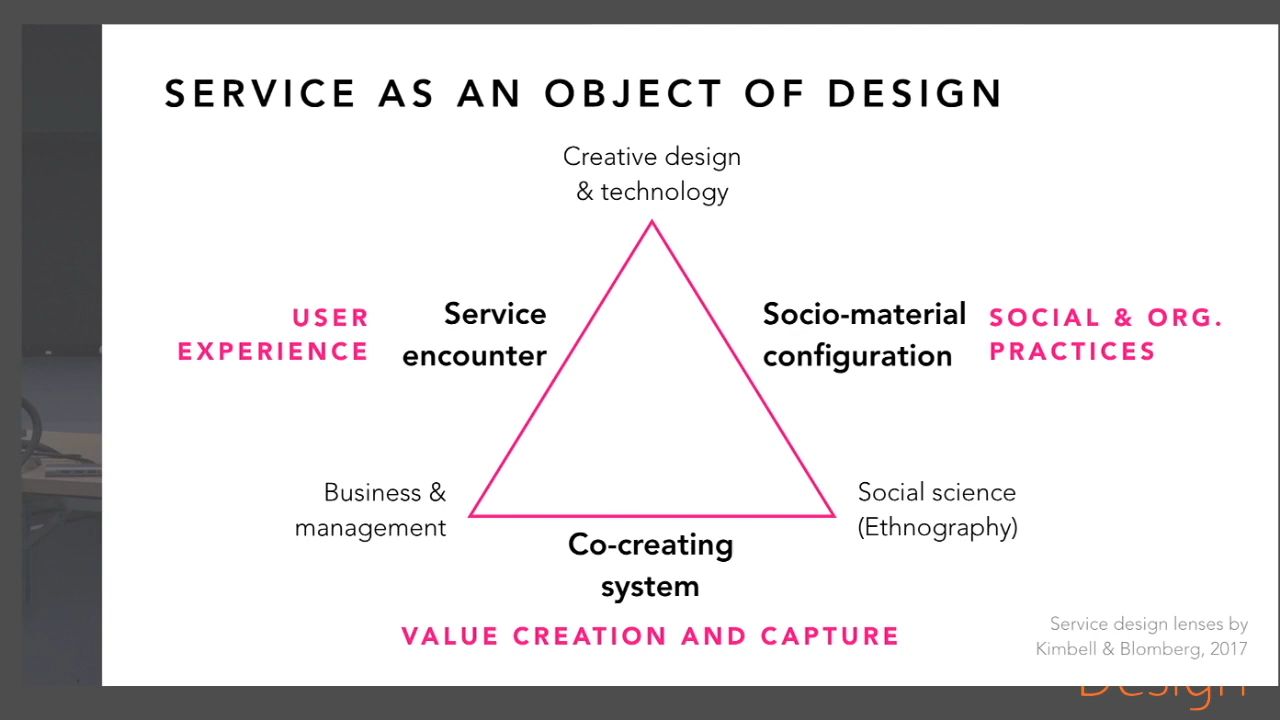 SERVICE AS AN OBJECT OF DESIGN
Creative design
& technology
USER
EXPERIENCE
Service
encounter
Socio-material
configuration
SOCIAL & ORG.
PRACTICES
Business &
management
Social science
(Ethnography)
Co-creating
system
VALUE CREATION AND CAPTURE
Service design lenses by
Kimbell & Blomberg, 2017
Design